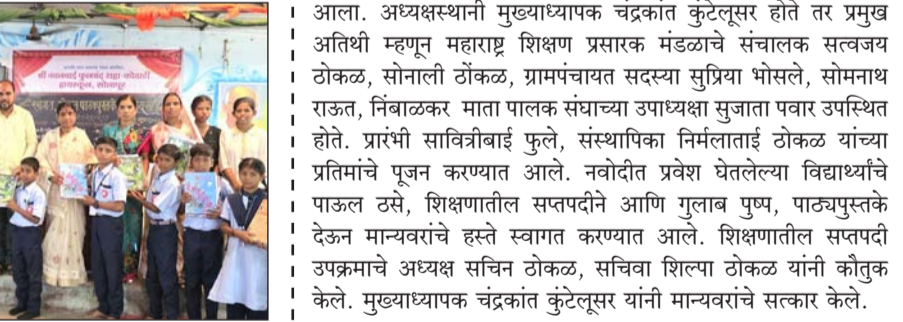 श्री
हायस्कूल, सोलापूर
आला. अध्यक्षस्थानी मुख्याध्यापक चंद्रकांत कुंटेलूसर होते तर प्रमुख
अतिथी म्हणून महाराष्ट्र शिक्षण प्रसारक मंडळाचे संचालक सत्वजय
ठोकळ, सोनाली ठोंकळ, ग्रामपंचायत सदस्या सुप्रिया भोसले, सोमनाथ
राऊत, निंबाळकर माता पालक संघाच्या उपाध्यक्षा सुजाता पवार उपस्थित
होते. प्रारंभी सावित्रीबाई फुले, संस्थापिका निर्मलाताई ठोकळ यांच्या
प्रतिमांचे पूजन करण्यात आले. नवोदीत प्रवेश घेतलेल्या विद्यार्थ्यांचे
पाऊल ठसे, शिक्षणातील सप्तपदीने आणि गुलाब पुष्प, पाठ्यपुस्तके
देऊन मान्यवरांचे हस्ते स्वागत करण्यात आले. शिक्षणातील सप्तपदी
उपक्रमाचे अध्यक्ष सचिन ठोकळ, सचिवा शिल्पा ठोकळ यांनी कौतुक
केले. मुख्याध्यापक चंद्रकांत कुंटेलूसर यांनी मान्यवरांचे सत्कार केले.